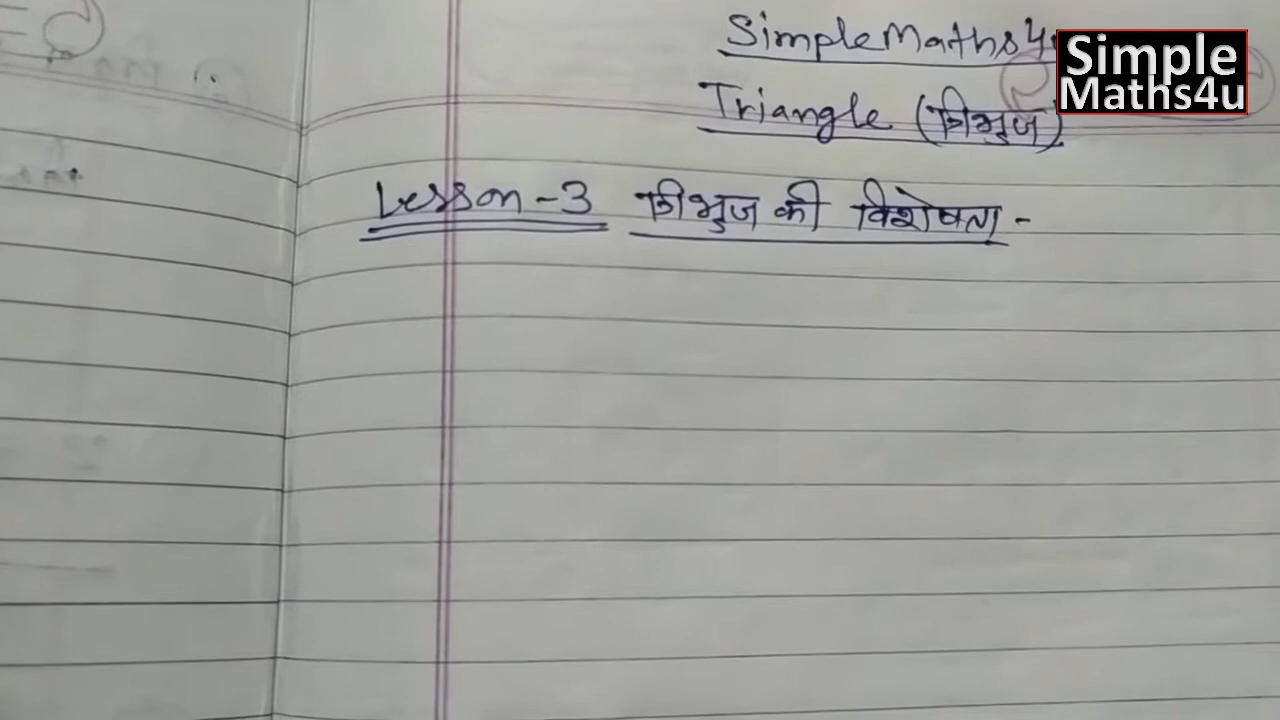 SimpleMaths4u
Simple
Maths4u
Triangle (त्रिभुज)
Lesson-3 त्रिभुज की विशेषता -